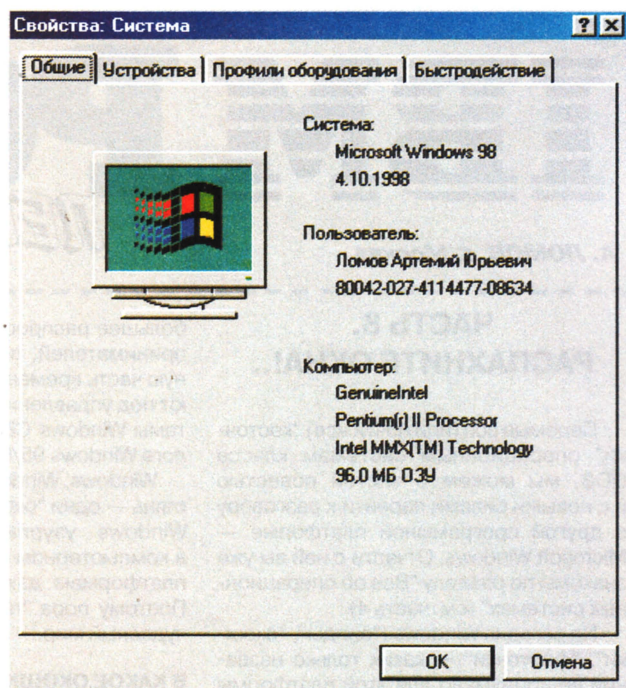 Свойства: Система
Общие Устройства Профили оборудования Быстродействие
Система:
Microsoft Windows 98
4.10.1998
Пользователь:
Ломов Артемий Юрьевич
80042-027-4114477-08634
Компьютер:
GenuineIntel
Pentium(r) II Processor
Intel MMX(TM) Technology
96,0 МБ ОЗУ
OK Отмена